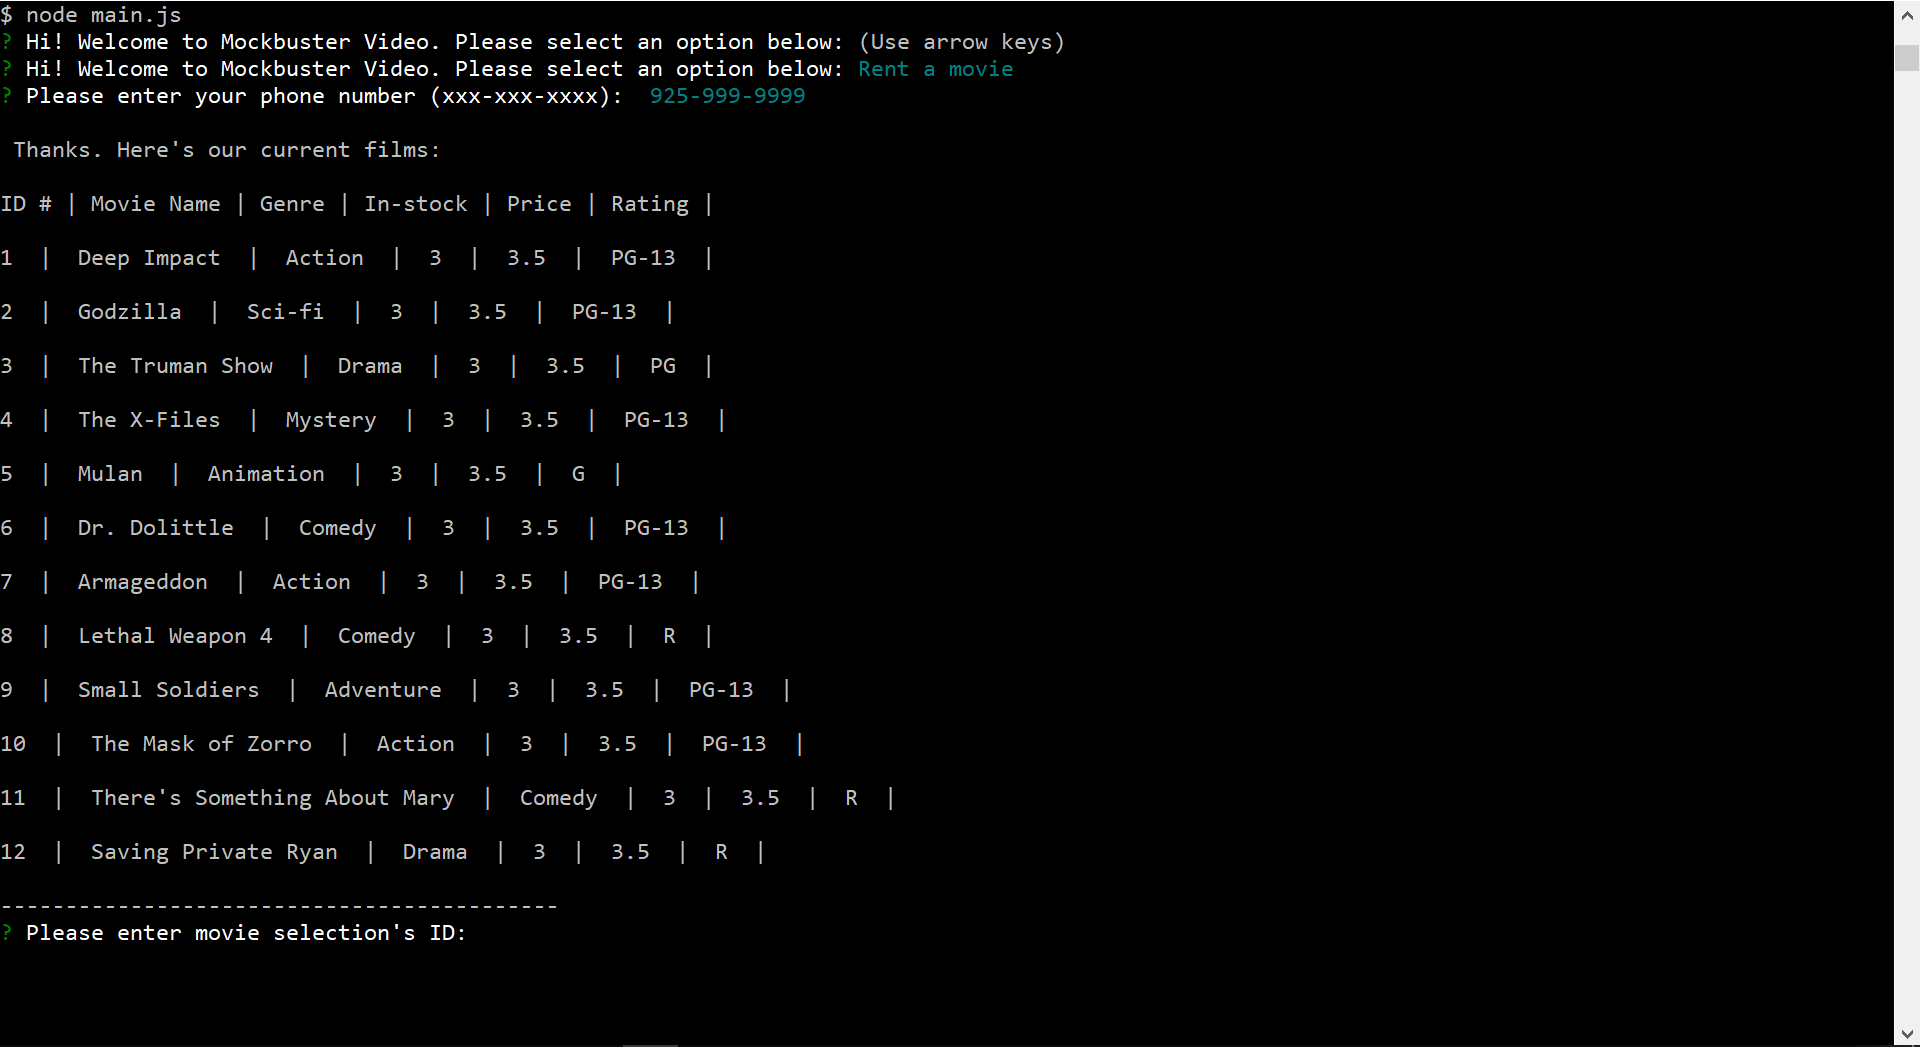 $ node main.js
? Hi! Welcome to Mockbuster Video. Please select an option below: (Use arrow keys)
? Hi! Welcome to Mockbuster Video. Please select an option below: Rent a movie
? Please enter your phone number (xxx-xxx-xxxx):  925-999-9999
 Thanks. Here's our current films:
ID # | Movie Name | Genre | In-stock | Price | Rating |
1  |  Deep Impact  |  Action  |  3  |  3.5  |  PG-13  |
2  |  Godzilla  |  Sci-fi  |  3  |  3.5  |  PG-13  |
3  |  The Truman Show  |  Drama  |  3  |  3.5  |  PG  |
4  |  The X-Files  |  Mystery  |  3  |  3.5  |  PG-13  |
5  |  Mulan  |  Animation  |  3  |  3.5  |  G  |
6  |  Dr. Dolittle  |  Comedy  |  3  |  3.5  |  PG-13  |
7  |  Armageddon  |  Action  |  3  |  3.5  |  PG-13  |
8  |  Lethal Weapon 4  |  Comedy  |  3  |  3.5  |  R  |
9  |  Small Soldiers  |  Adventure  |  3  |  3.5  |  PG-13  |
10  |  The Mask of Zorro  |  Action  |  3  |  3.5  |  PG-13  |
11  |  There's Something About Mary  |  Comedy  |  3  |  3.5  |  R  |
12  |  Saving Private Ryan  |  Drama  |  3  |  3.5  |  R  |
-------------------------------------------
? Please enter movie selection's ID: